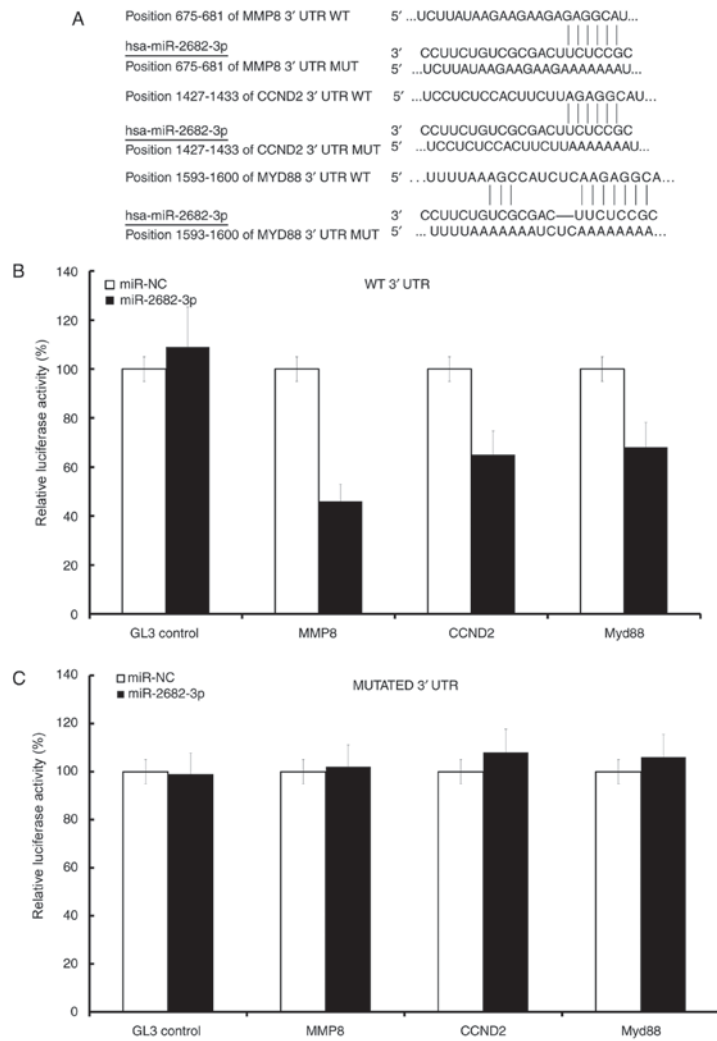 A
Position 675-681 of MMP8 3′ UTR WT 5′ ...UCUUAUAAGAAGAAGAGAGGCAU...
hsa-miR-2682-3p 3′ CCUUCUGUCGCGACUUCUCCGC
Position 675-681 of MMP8 3′ UTR MUT 5′ ...UCUUAUAAGAAGAAGAAAAAAAU...
Position 1427-1433 of CCND2 3′ UTR WT 5′ ...UCCUCUCCACUUCUUAGAGGCAU...
hsa-miR-2682-3p 3′ CCUUCUGUCGCGACUUCUCCGC
Position 1427-1433 of CCND2 3′ UTR MUT 5′ ...UCCUCUCCACUUCUUAAAAAAAU...
Position 1593-1600 of MYD88 3′ UTR WT 5′ ...UUUUAAAGCCAUCUCAAGAGGCA...
hsa-miR-2682-3p 3′ CCUUCUGUCGCGAC—UUCUCCGC
Position 1593-1600 of MYD88 3′ UTR MUT 5′ ...UUUUAAAAAAAUCUCAAAAAAAA...
B
WT 3′ UTR
miR-NC
miR-2682-3p
Relative luciferase activity (%)
140
120
100
80
60
40
20
0
GL3 control MMP8 CCND2 Myd88
C
MUTATED 3′ UTR
miR-NC
miR-2682-3p
Relative luciferase activity (%)
140
120
100
80
60
40
20
0
GL3 control MMP8 CCND2 Myd88